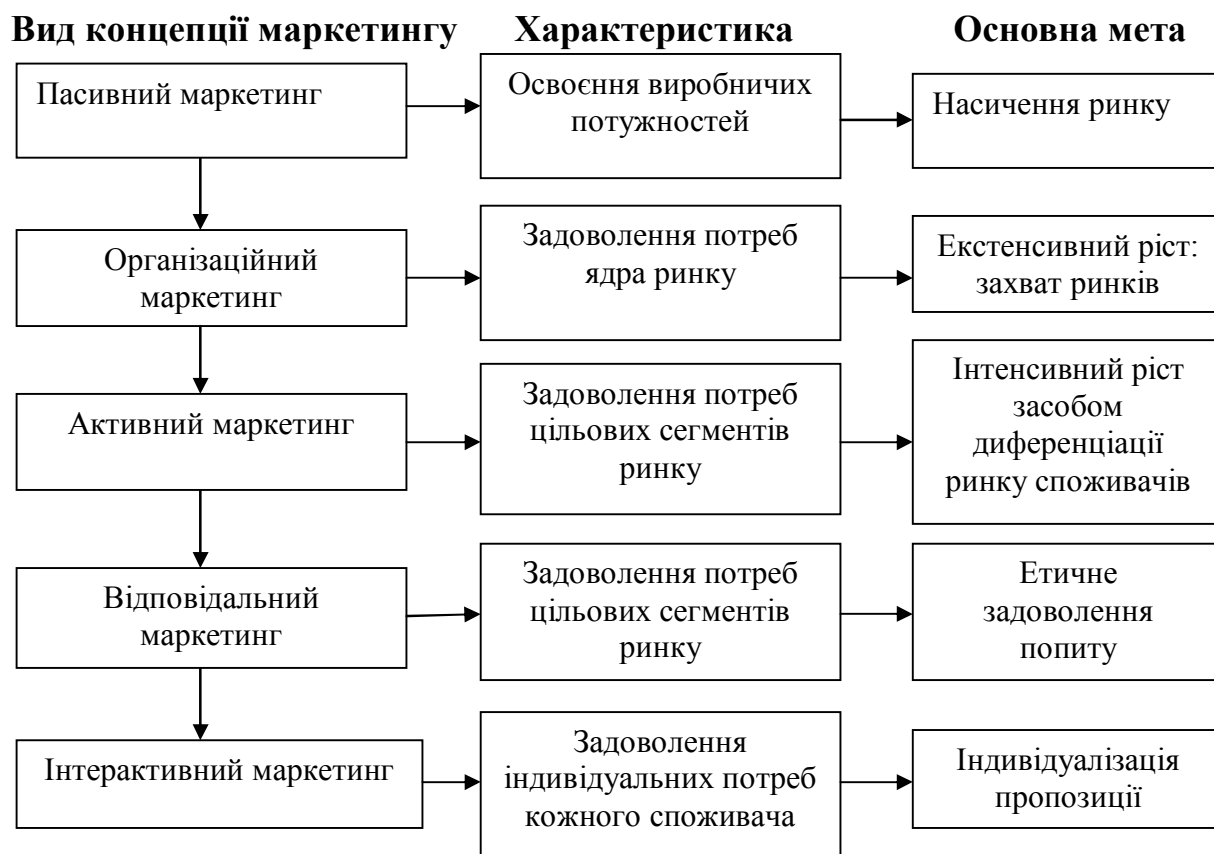 Вид концепції маркетингу Характеристика Основна мета
Пасивний маркетинг
Освоєння виробничих
потужностей
Насичення ринку
Організаційний
маркетинг
Задоволення потреб
ядра ринку
Екстенсивний ріст:
захват ринків
Активний маркетинг
Задоволення потреб
цільових сегментів
ринку
Інтенсивний ріст
засобом
диференціації
ринку споживачів
Відповідальний
маркетинг
Задоволення потреб
цільових сегментів
ринку
Етичне
задоволення
попиту
Інтерактивний маркетинг
Задоволення
індивідуальних потреб
кожного споживача
Індивідуалізація
пропозиції